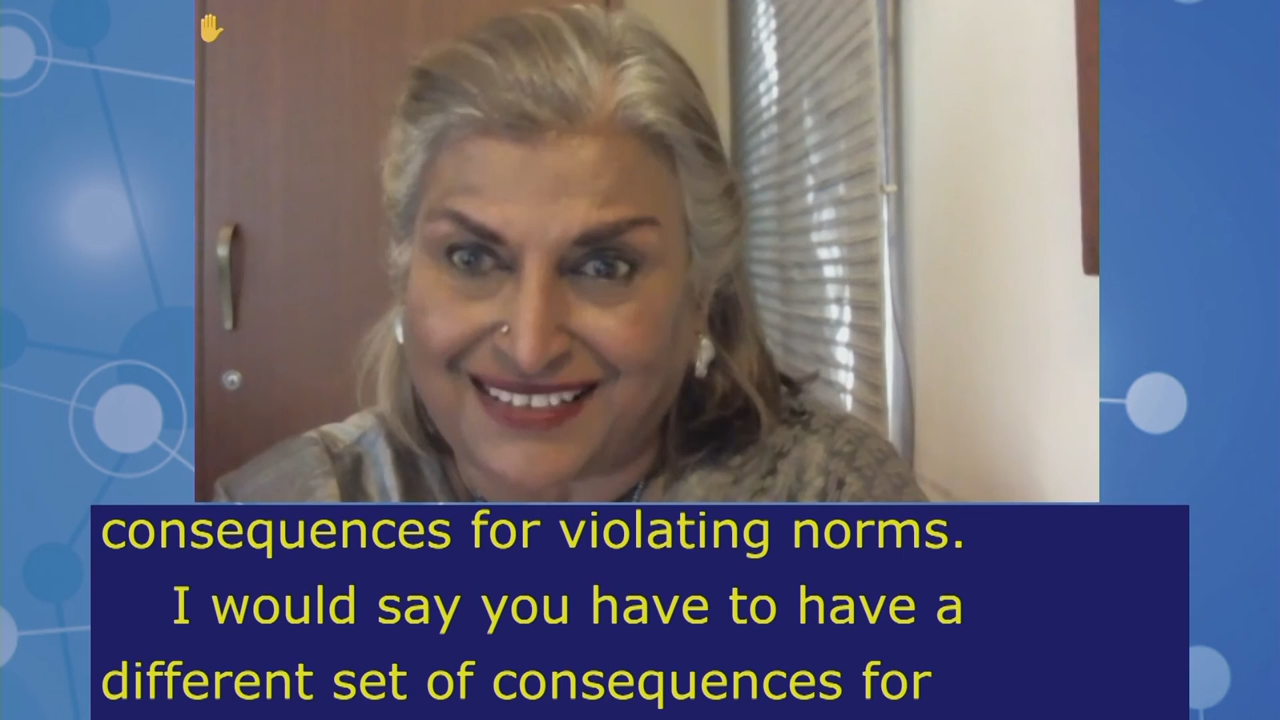 consequences for violating norms.
I would say you have to have a
different set of consequences for